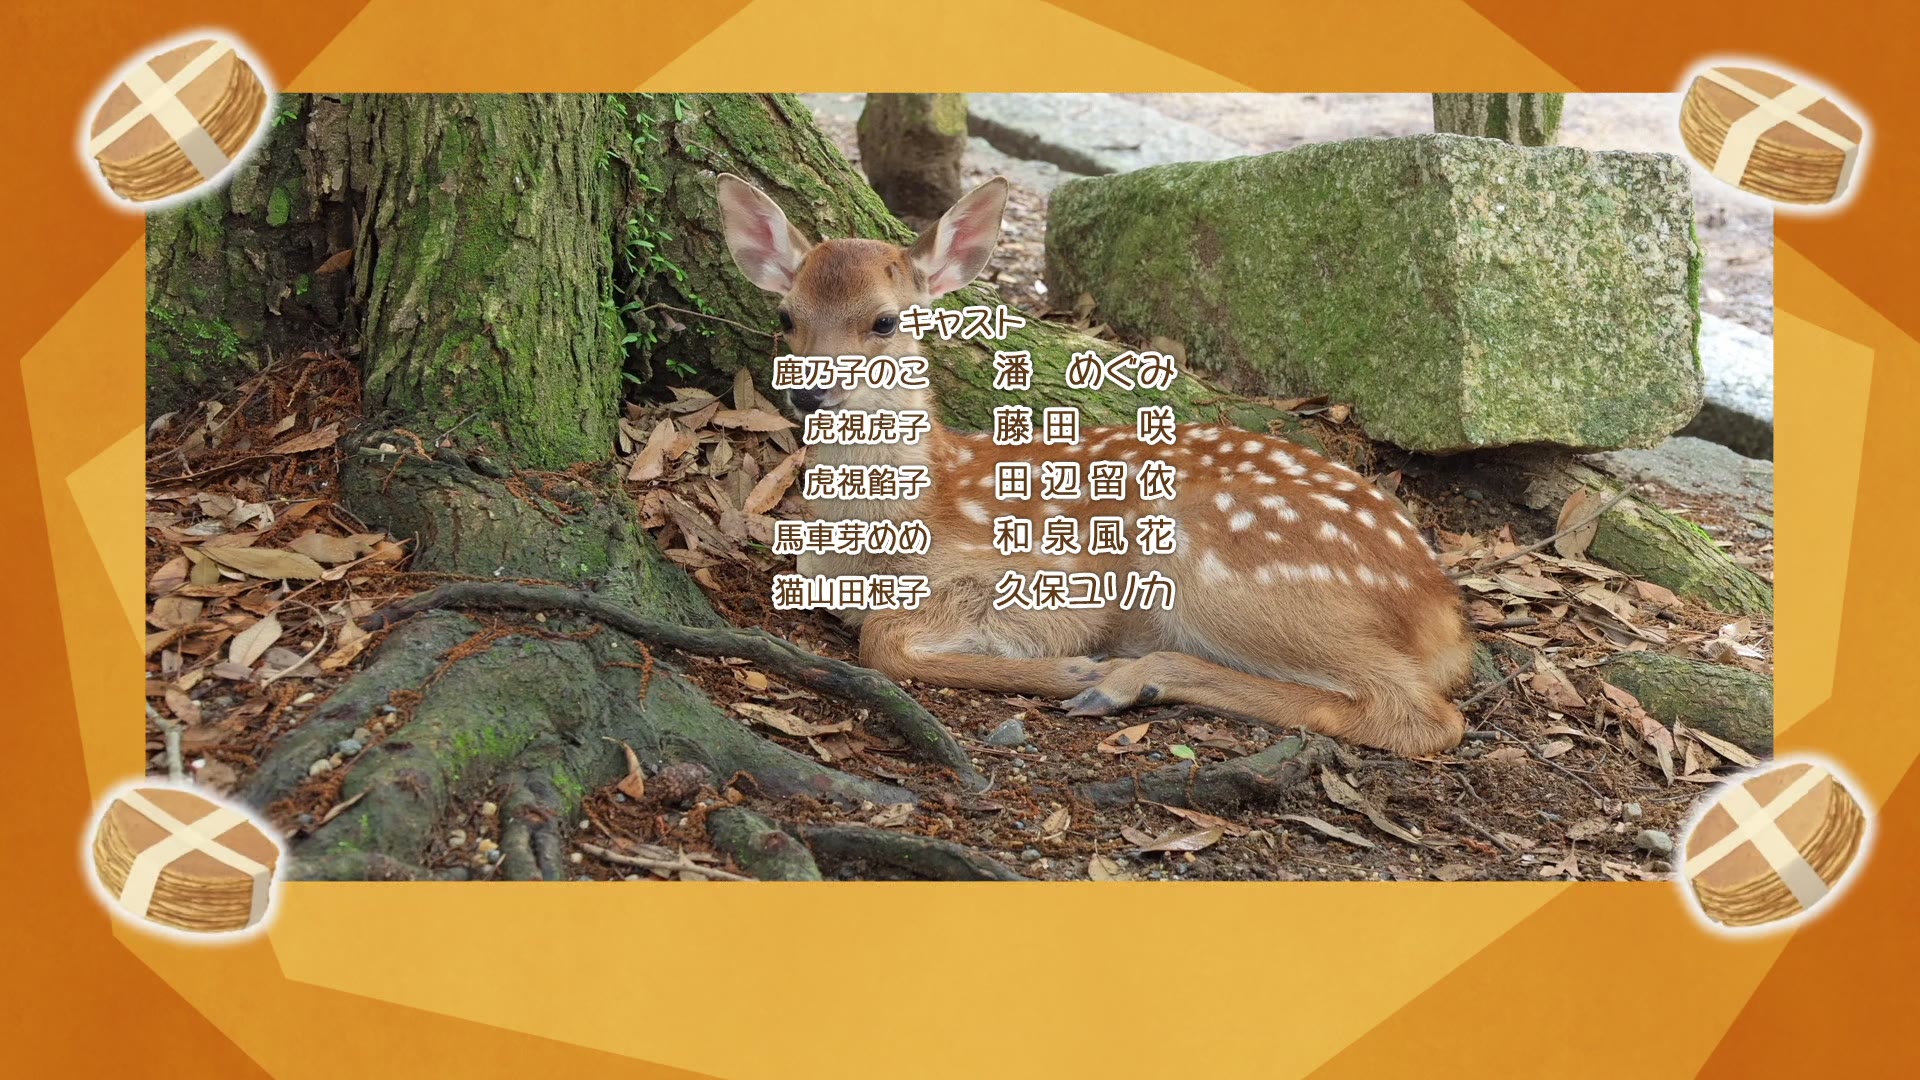 キャスト
鹿乃子のこ 潘 めぐみ
虎視虎子 藤田 咲
虎視餡子 田辺留依
馬車芽めめ 和泉風花
猫山田根子 久保ユリカ